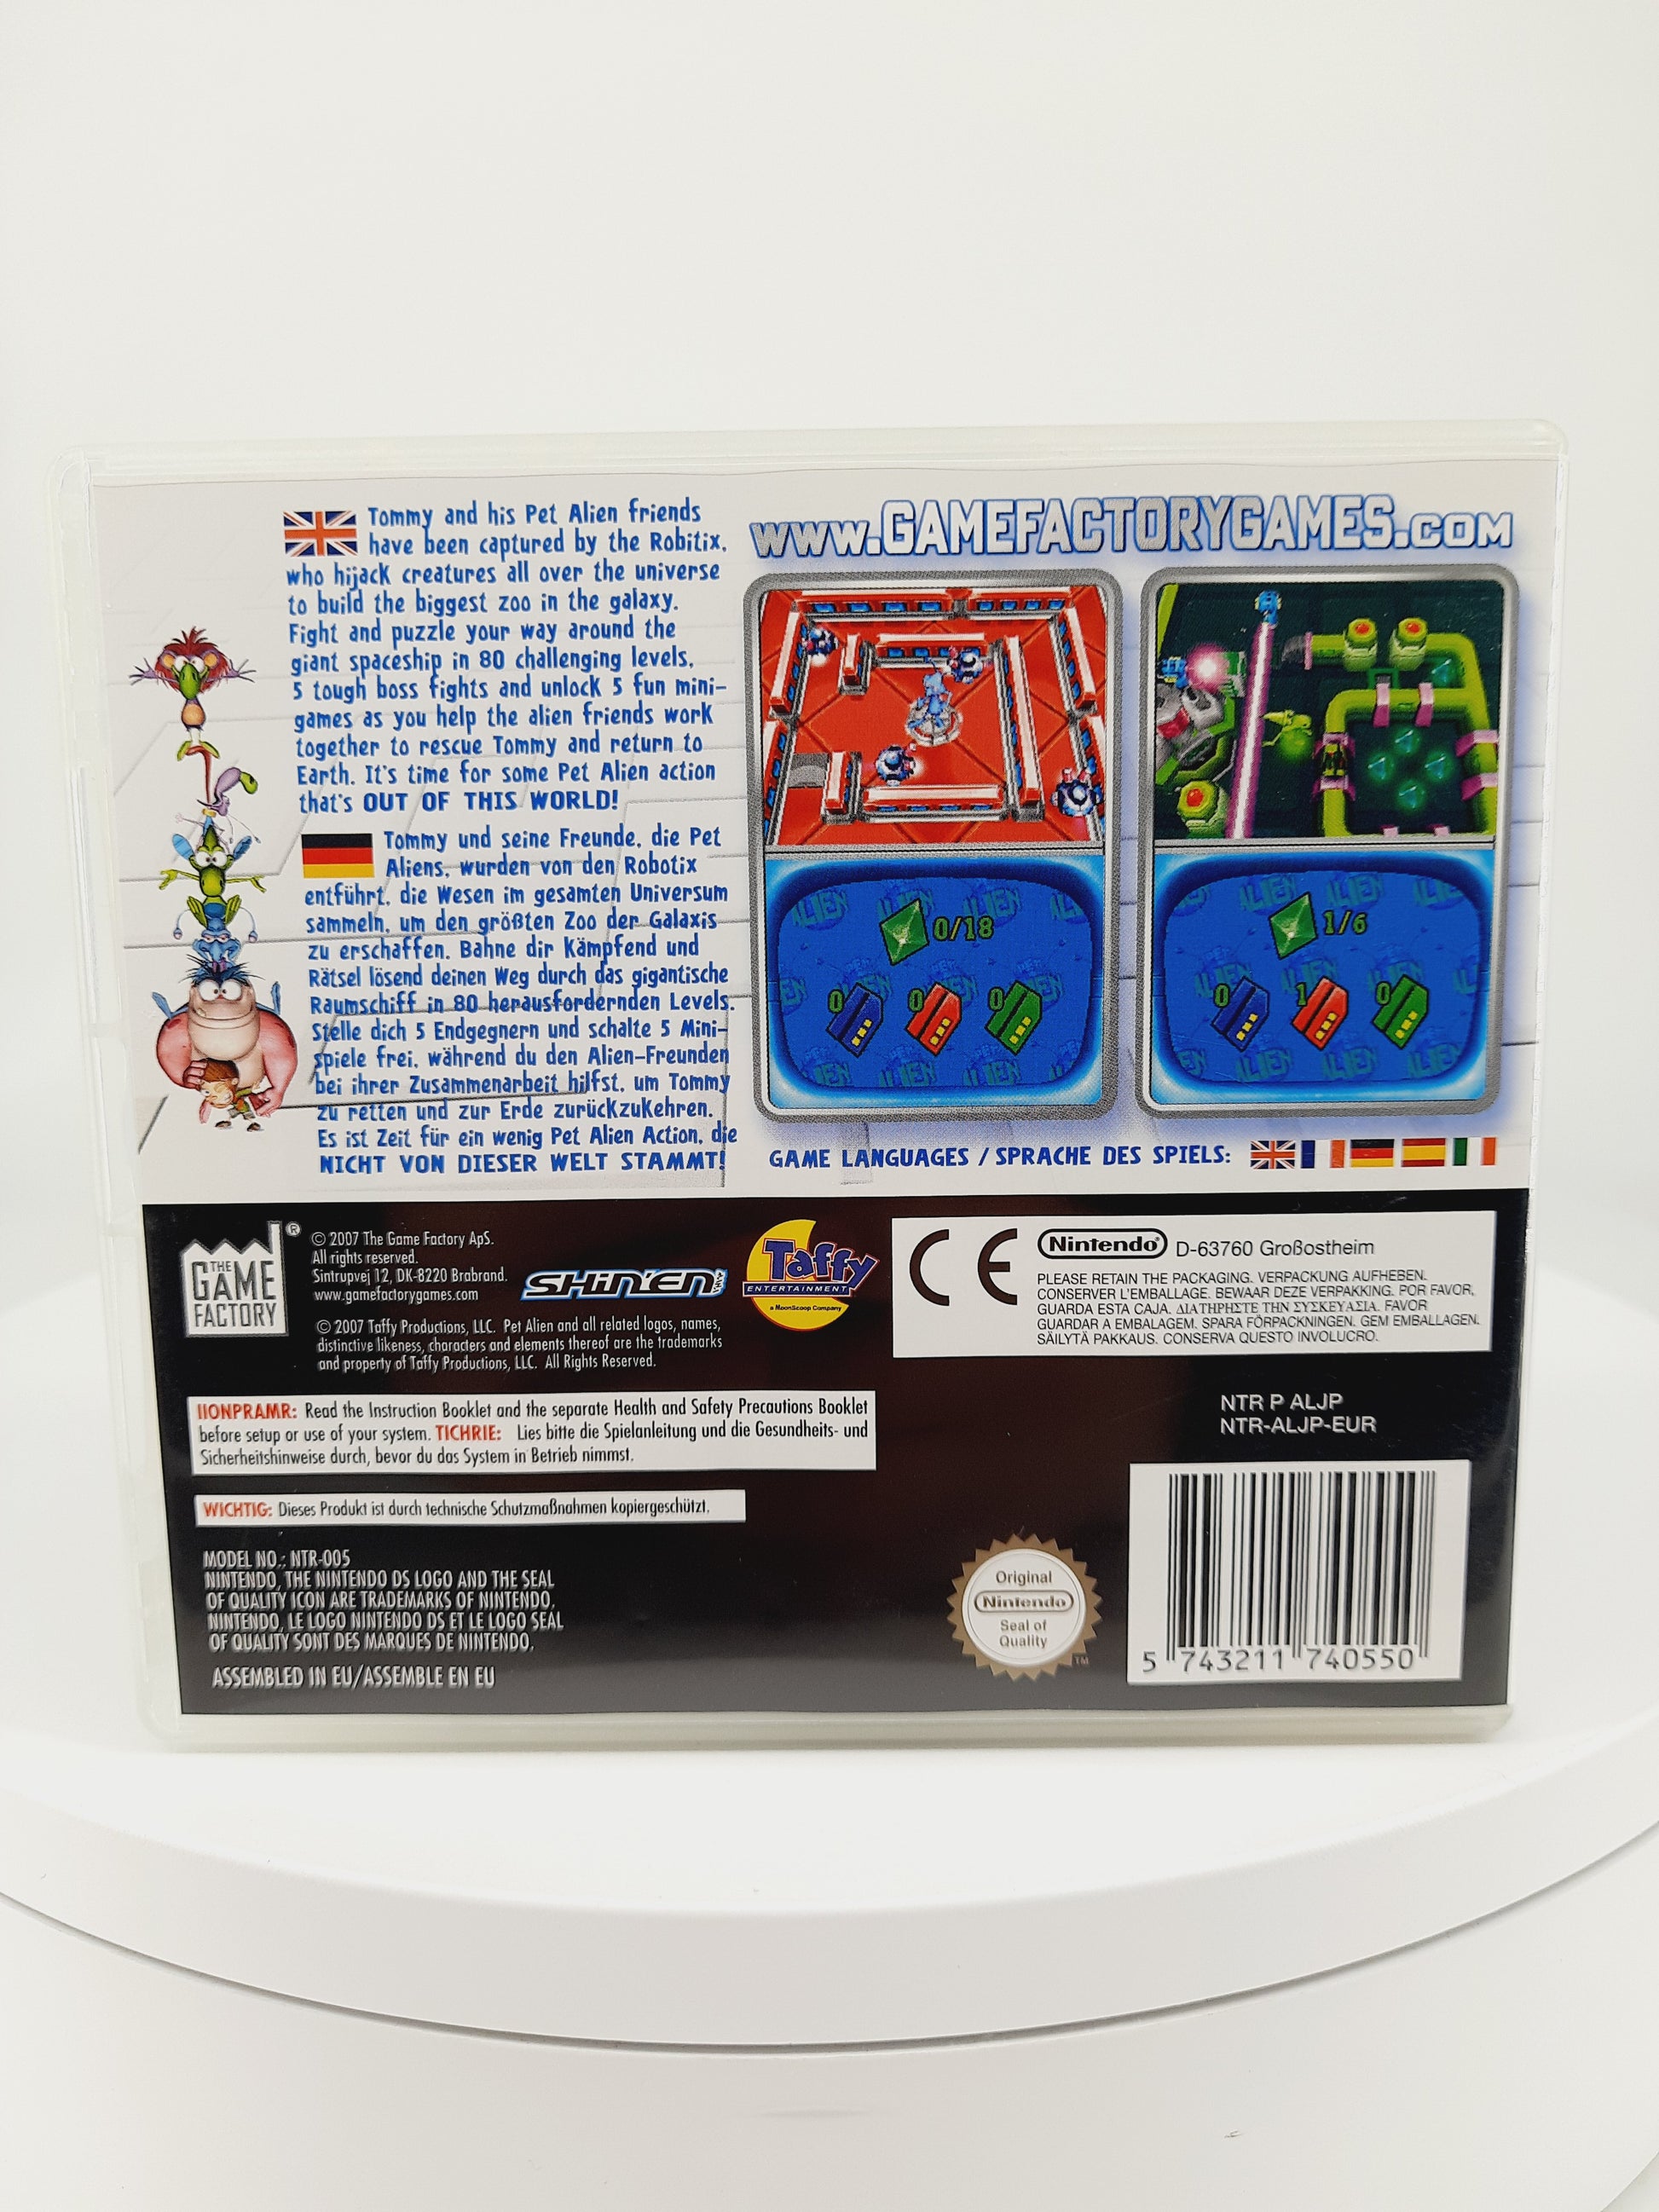 Tommy and his Pet Alien friends
have been captured by the Robitix,
who hijack creatures all over the universe
to build the biggest zoo in the galaxy.
Fight and puzzle your way around the
giant spaceship in 80 challenging levels,
5 tough boss fights and unlock 5 fun mini-
games as you help the alien friends work
together to rescue Tommy and return to
Earth. It's time for some Pet Alien action
that's OUT OF THIS WORLD!
Tommy und seine Freunde, die Pet
Aliens, wurden von den Robotix
entführt, die Wesen im gesamten Universum
sammeln, um den größten Zoo der Galaxis
zu erschaffen. Bahne dir Kämpfend und
Rätsel lösend deinen Weg durch das gigantische
Raumschiff in 80 herausfordernden Levels.
Stelle dich 5 Endgegnern und schalte 5 Mini-
spiele frei, während du den Alien-Freunden
bei ihrer Zusammenarbeit hilfst, um Tommy
zu retten und zur Erde zurückzukehren.
Es ist Zeit für ein wenig Pet Alien Action, die
NICHT VON DIESER WELT STAMMT!
www.GAMEFACTORYGAMES.com
0/18
0 0 0
1/6
0 1 0
GAME LANGUAGES / SPRACHE DES SPIELS:
THE
GAME
FACTORY
®
© 2007 The Game Factory ApS.
All rights reserved.
Sintrupvej 12, DK-8220 Brabrand.
www.gamefactorygames.com
SHIN'EN
Taffy
ENTERTAINMENT
a MoonScoop Company
© 2007 Taffy Productions, LLC. Pet Alien and all related logos, names,
distinctive likeness, characters and elements thereof are the trademarks
and property of Taffy Productions, LLC. All Rights Reserved.
CE
Nintendo® D-63760 Großostheim
PLEASE RETAIN THE PACKAGING. VERPACKUNG AUFHEBEN.
CONSERVER L'EMBALLAGE. BEWAAR DEZE VERPAKKING. POR FAVOR,
GUARDA ESTA CAJA. ΔΙΑΤΗΡΗΣΤΕ ΤΗΝ ΣΥΣΚΕΥΑΣΙΑ. FAVOR
GUARDAR A EMBALAGEM. SPARA FÖRPACKNINGEN. GEM EMBALLAGEN.
SÄILYTÄ PAKKAUS. CONSERVA QUESTO INVOLUCRO.
IIONPRAMR: Read the Instruction Booklet and the separate Health and Safety Precautions Booklet
before setup or use of your system. TICHRIE: Lies bitte die Spielanleitung und die Gesundheits- und
Sicherheitshinweise durch, bevor du das System in Betrieb nimmst.
WICHTIG: Dieses Produkt ist durch technische Schutzmaßnahmen kopiergeschützt.
NTR P ALJP
NTR-ALJP-EUR
MODEL NO.: NTR-005
NINTENDO, THE NINTENDO DS LOGO AND THE SEAL
OF QUALITY ICON ARE TRADEMARKS OF NINTENDO.
NINTENDO, LE LOGO NINTENDO DS ET LE LOGO SEAL
OF QUALITY SONT DES MARQUES DE NINTENDO.
ASSEMBLED IN EU/ASSEMBLE EN EU
Original
Nintendo
Seal of
Quality
TM
5 743211 740550